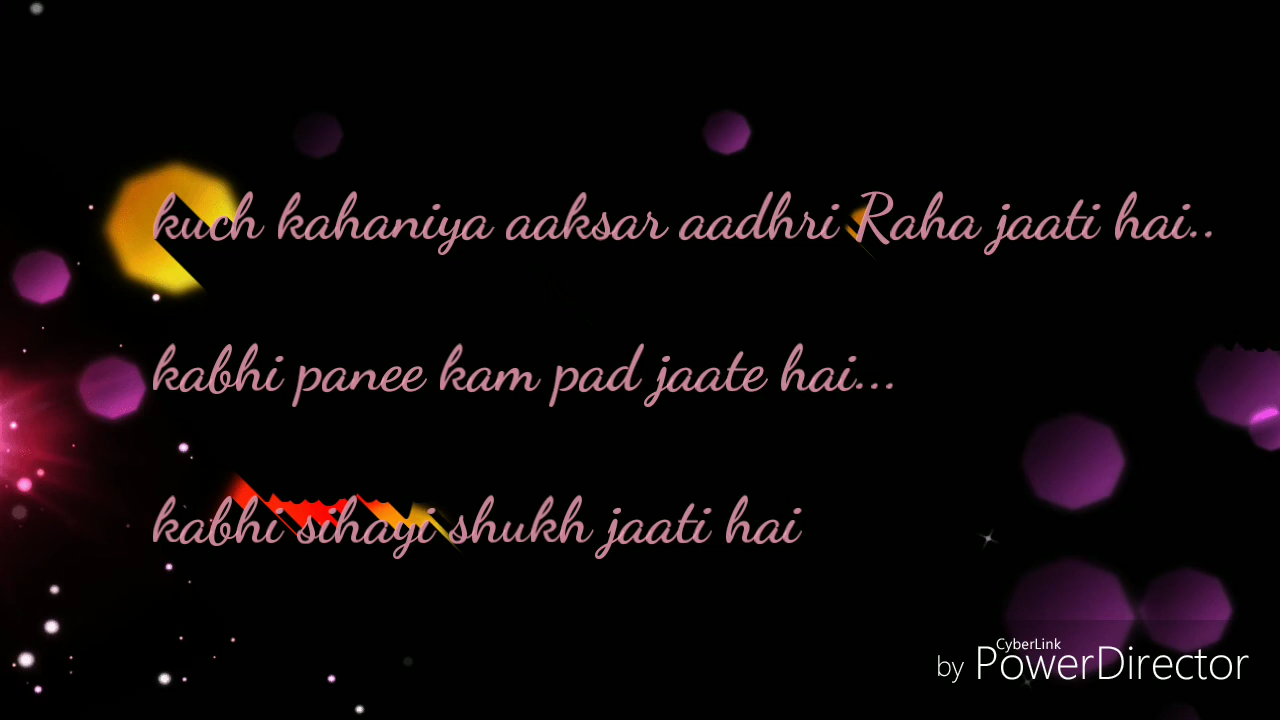 kuch kahaniya aaksar aadhri Raha jaati hai..
kabhi panee kam pad jaate hai...
kabhi sihayi shukh jaati hai
by CyberLink PowerDirector